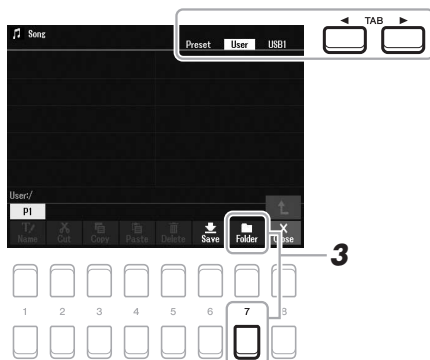 Song
Preset User USB1
◄ TAB ►
User:/
P1
Name Cut Copy Paste Delete Save Folder Close
3
1 2 3 4 5 6 7 8